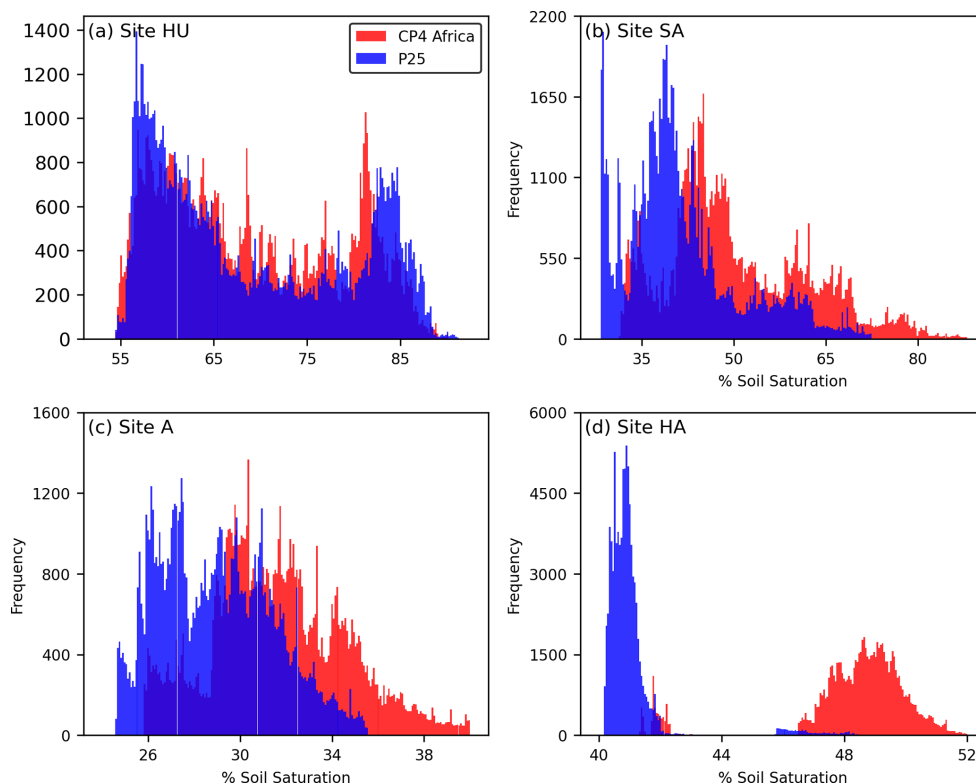 (a) Site HU
CP4 Africa
P25
1400
1200
1000
800
600
400
200
0
55 65 75 85
(b) Site SA
Frequency
2200
1650
1100
550
0
35 50 65 80
% Soil Saturation
(c) Site A
Frequency
1600
1200
800
400
0
26 30 34 38
% Soil Saturation
(d) Site HA
Frequency
6000
4500
3000
1500
0
40 44 48 52
% Soil Saturation